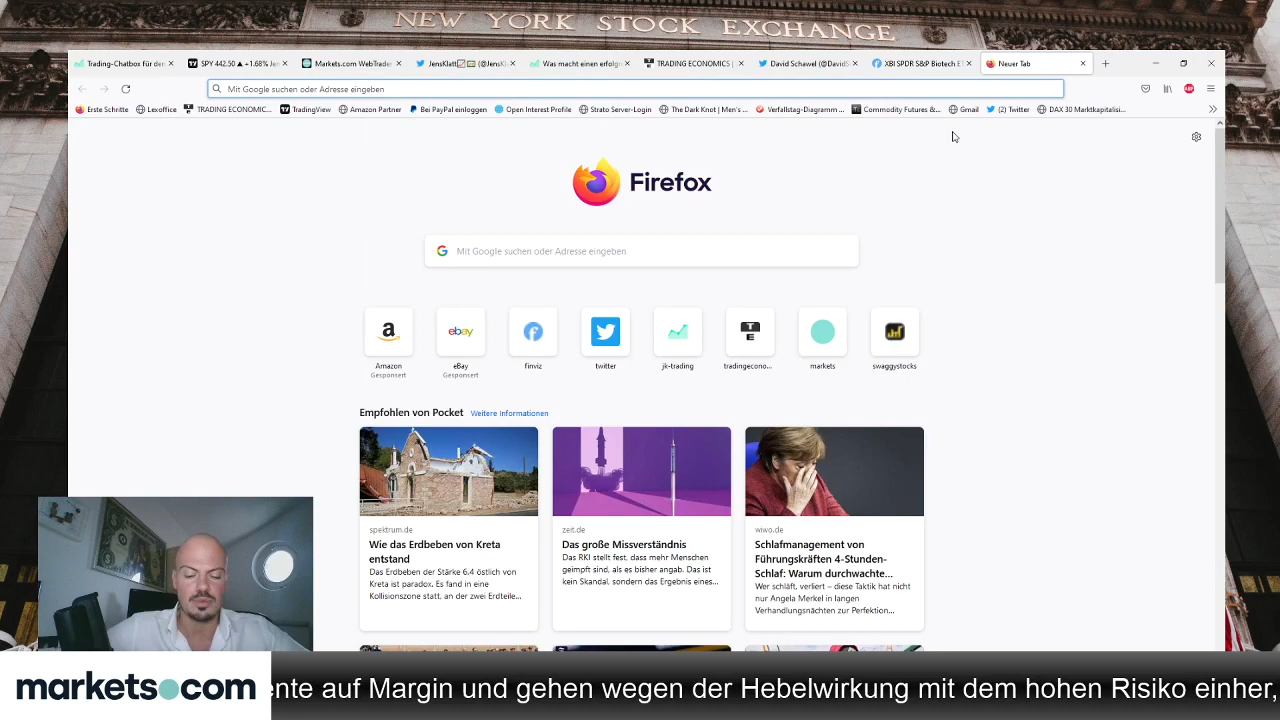 NEW YORK STOCK EXCHANGE
Trading-Chatbox für den
SPY 442.50 ▲ +1.68% Jen
Markets.com WebTrader
JensKlatt (@JensKl
Was macht einen erfolg
TRADING ECONOMICS |
David Schawel (@DavidS
XBI SPDR S&P Biotech E
Neuer Tab
Mit Google suchen oder Adresse eingeben
Erste Schritte
Lexoffice
TRADING ECONOMIC...
TradingView
Amazon Partner
Bei PayPal einloggen
Open Interest Profile
Strato Server-Login
The Dark Knot | Men's ...
Verfallstag-Diagramm ...
Commodity Futures &...
Gmail
(2) Twitter
DAX 30 Marktkapitalisi...
Firefox
Mit Google suchen oder Adresse eingeben
Amazon
Gesponsert
eBay
Gesponsert
finviz
twitter
jk-trading
tradingecono...
markets
swaggystocks
Empfohlen von Pocket Weitere Informationen
spektrum.de
Wie das Erdbeben von Kreta
entstand
Das Erdbeben der Stärke 6.4 östlich von
Kreta ist paradox. Es fand in eine
Kollisionszone statt, an der zwei Erdteile...
zeit.de
Das große Missverständnis
Das RKI stellt fest, dass mehr Menschen
geimpft sind, als es bisher angab. Das ist
kein Skandal, sondern das Ergebnis eines...
wiwo.de
Schlafmanagement von
Führungskräften 4-Stunden-
Schlaf: Warum durchwachte...
Wer schläft, verliert – diese Taktik hat nicht
nur Angela Merkel in langen
Verhandlungsnächten zur Perfektion...
markets.com
ente auf Margin und gehen wegen der Hebelwirkung mit dem hohen Risiko einher,